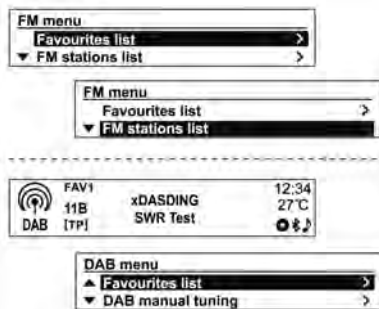 FM menu
Favourites list
FM stations list
FM menu
Favourites list
FM stations list
FAV1 12:34
11B xDASDING 27°C
DAB [TP] SWR Test
DAB menu
Favourites list
DAB manual tuning